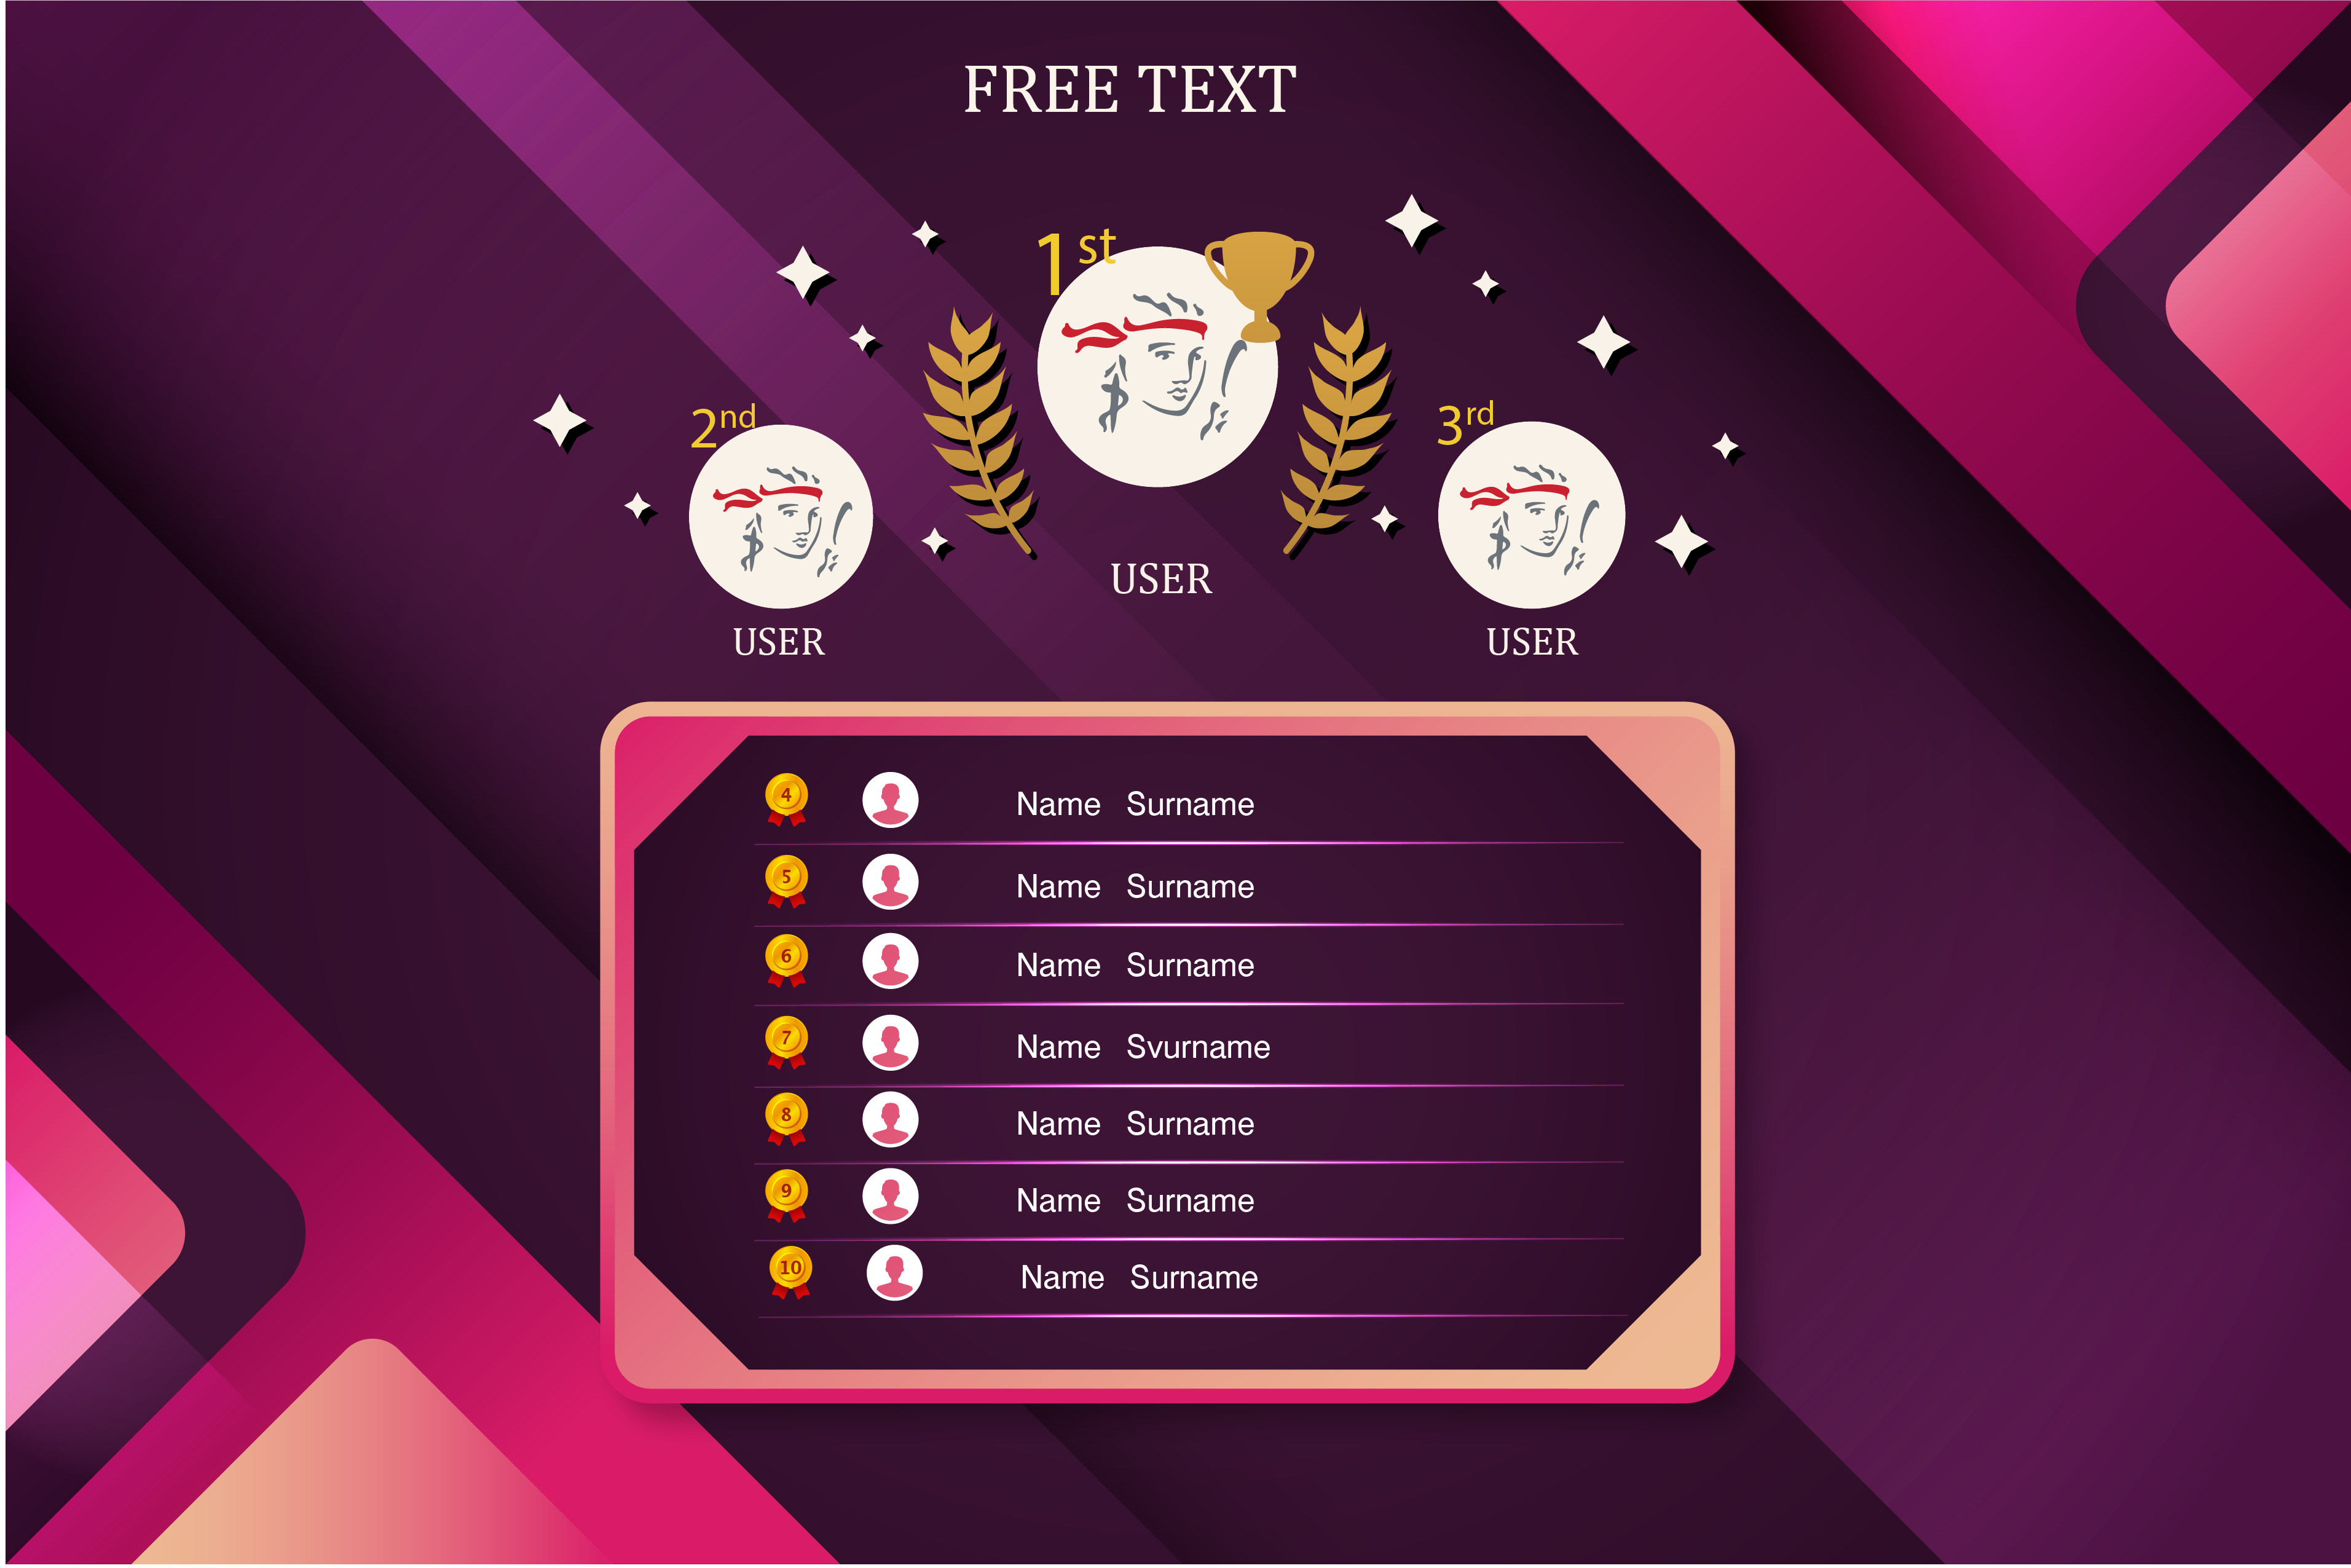 FREE TEXT
1st
2nd
3rd
USER
USER
USER
4 Name Surname
5 Name Surname
6 Name Surname
7 Name Svurname
8 Name Surname
9 Name Surname
10 Name Surname